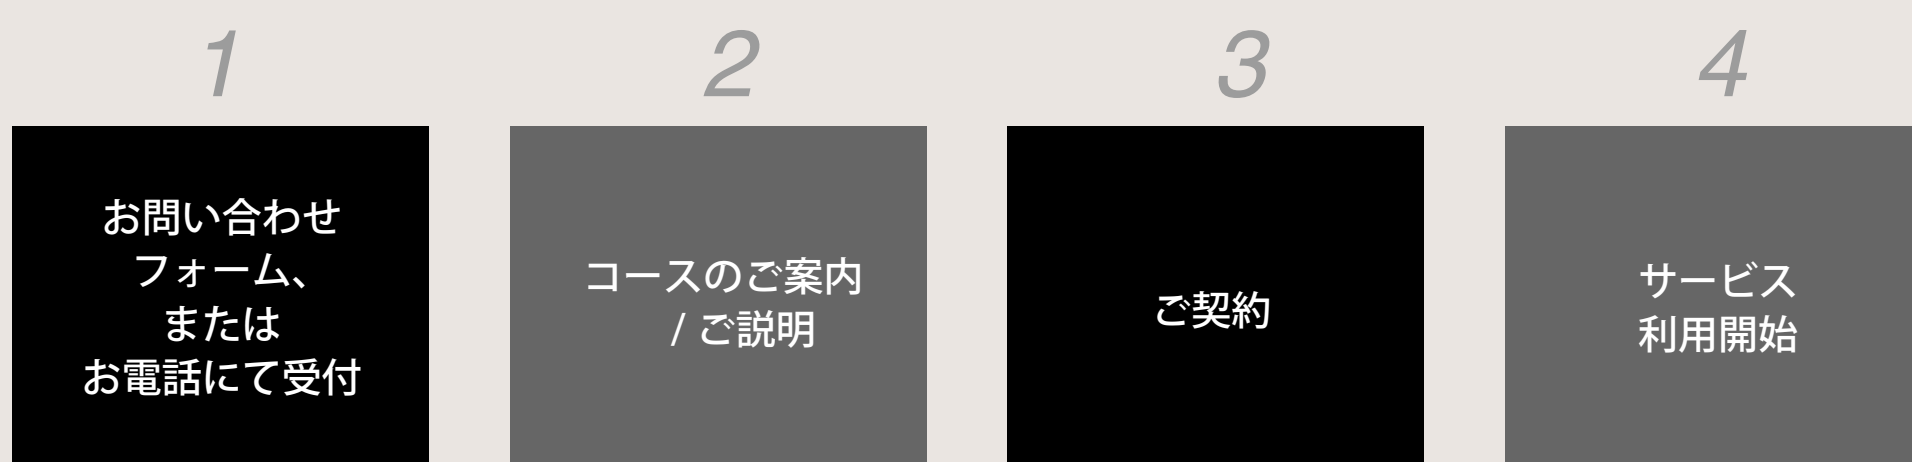 1
お問い合わせ
フォーム、
または
お電話にて受付
2
コースのご案内
/ ご説明
3
ご契約
4
サービス
利用開始